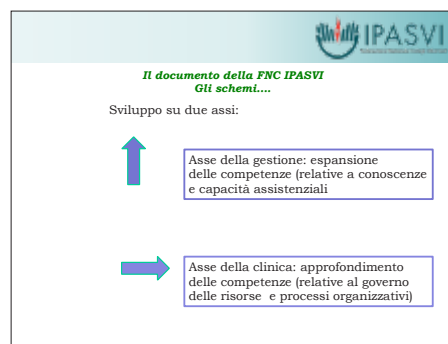 IPASVI
Il documento della FNC IPASVI
Gli schemi....
Sviluppo su due assi:
Asse della gestione: espansione
delle competenze (relative a conoscenze
e capacità assistenziali
Asse della clinica: approfondimento
delle competenze (relative al governo
delle risorse e processi organizzativi)